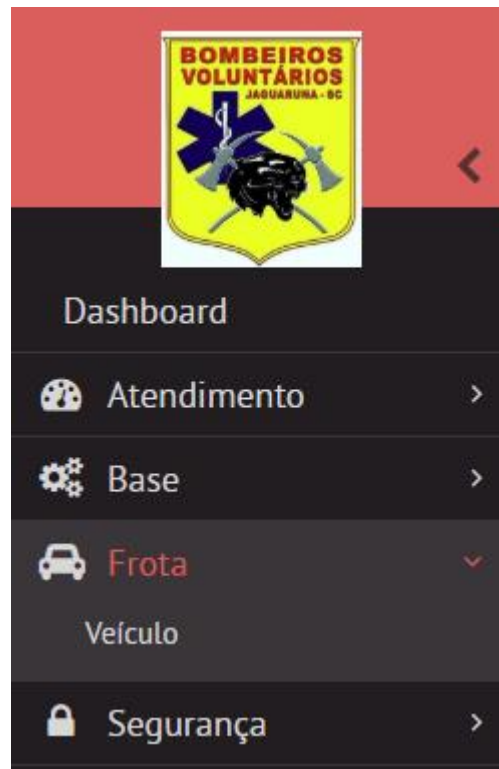 BOMBEIROS
VOLUNTÁRIOS
JAGUARUNA - SC
Dashboard
Atendimento
Base
Frota
Veículo
Segurança